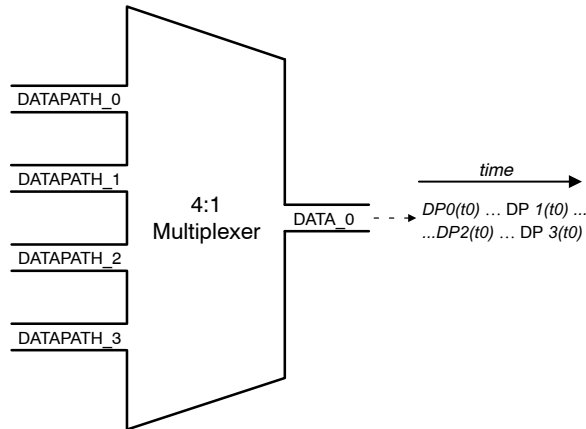 DATAPATH_0
DATAPATH_1
DATAPATH_2
DATAPATH_3
4:1
Multiplexer
DATA_0
time
DP0(t0) … DP 1(t0) ...
...DP2(t0) … DP 3(t0)